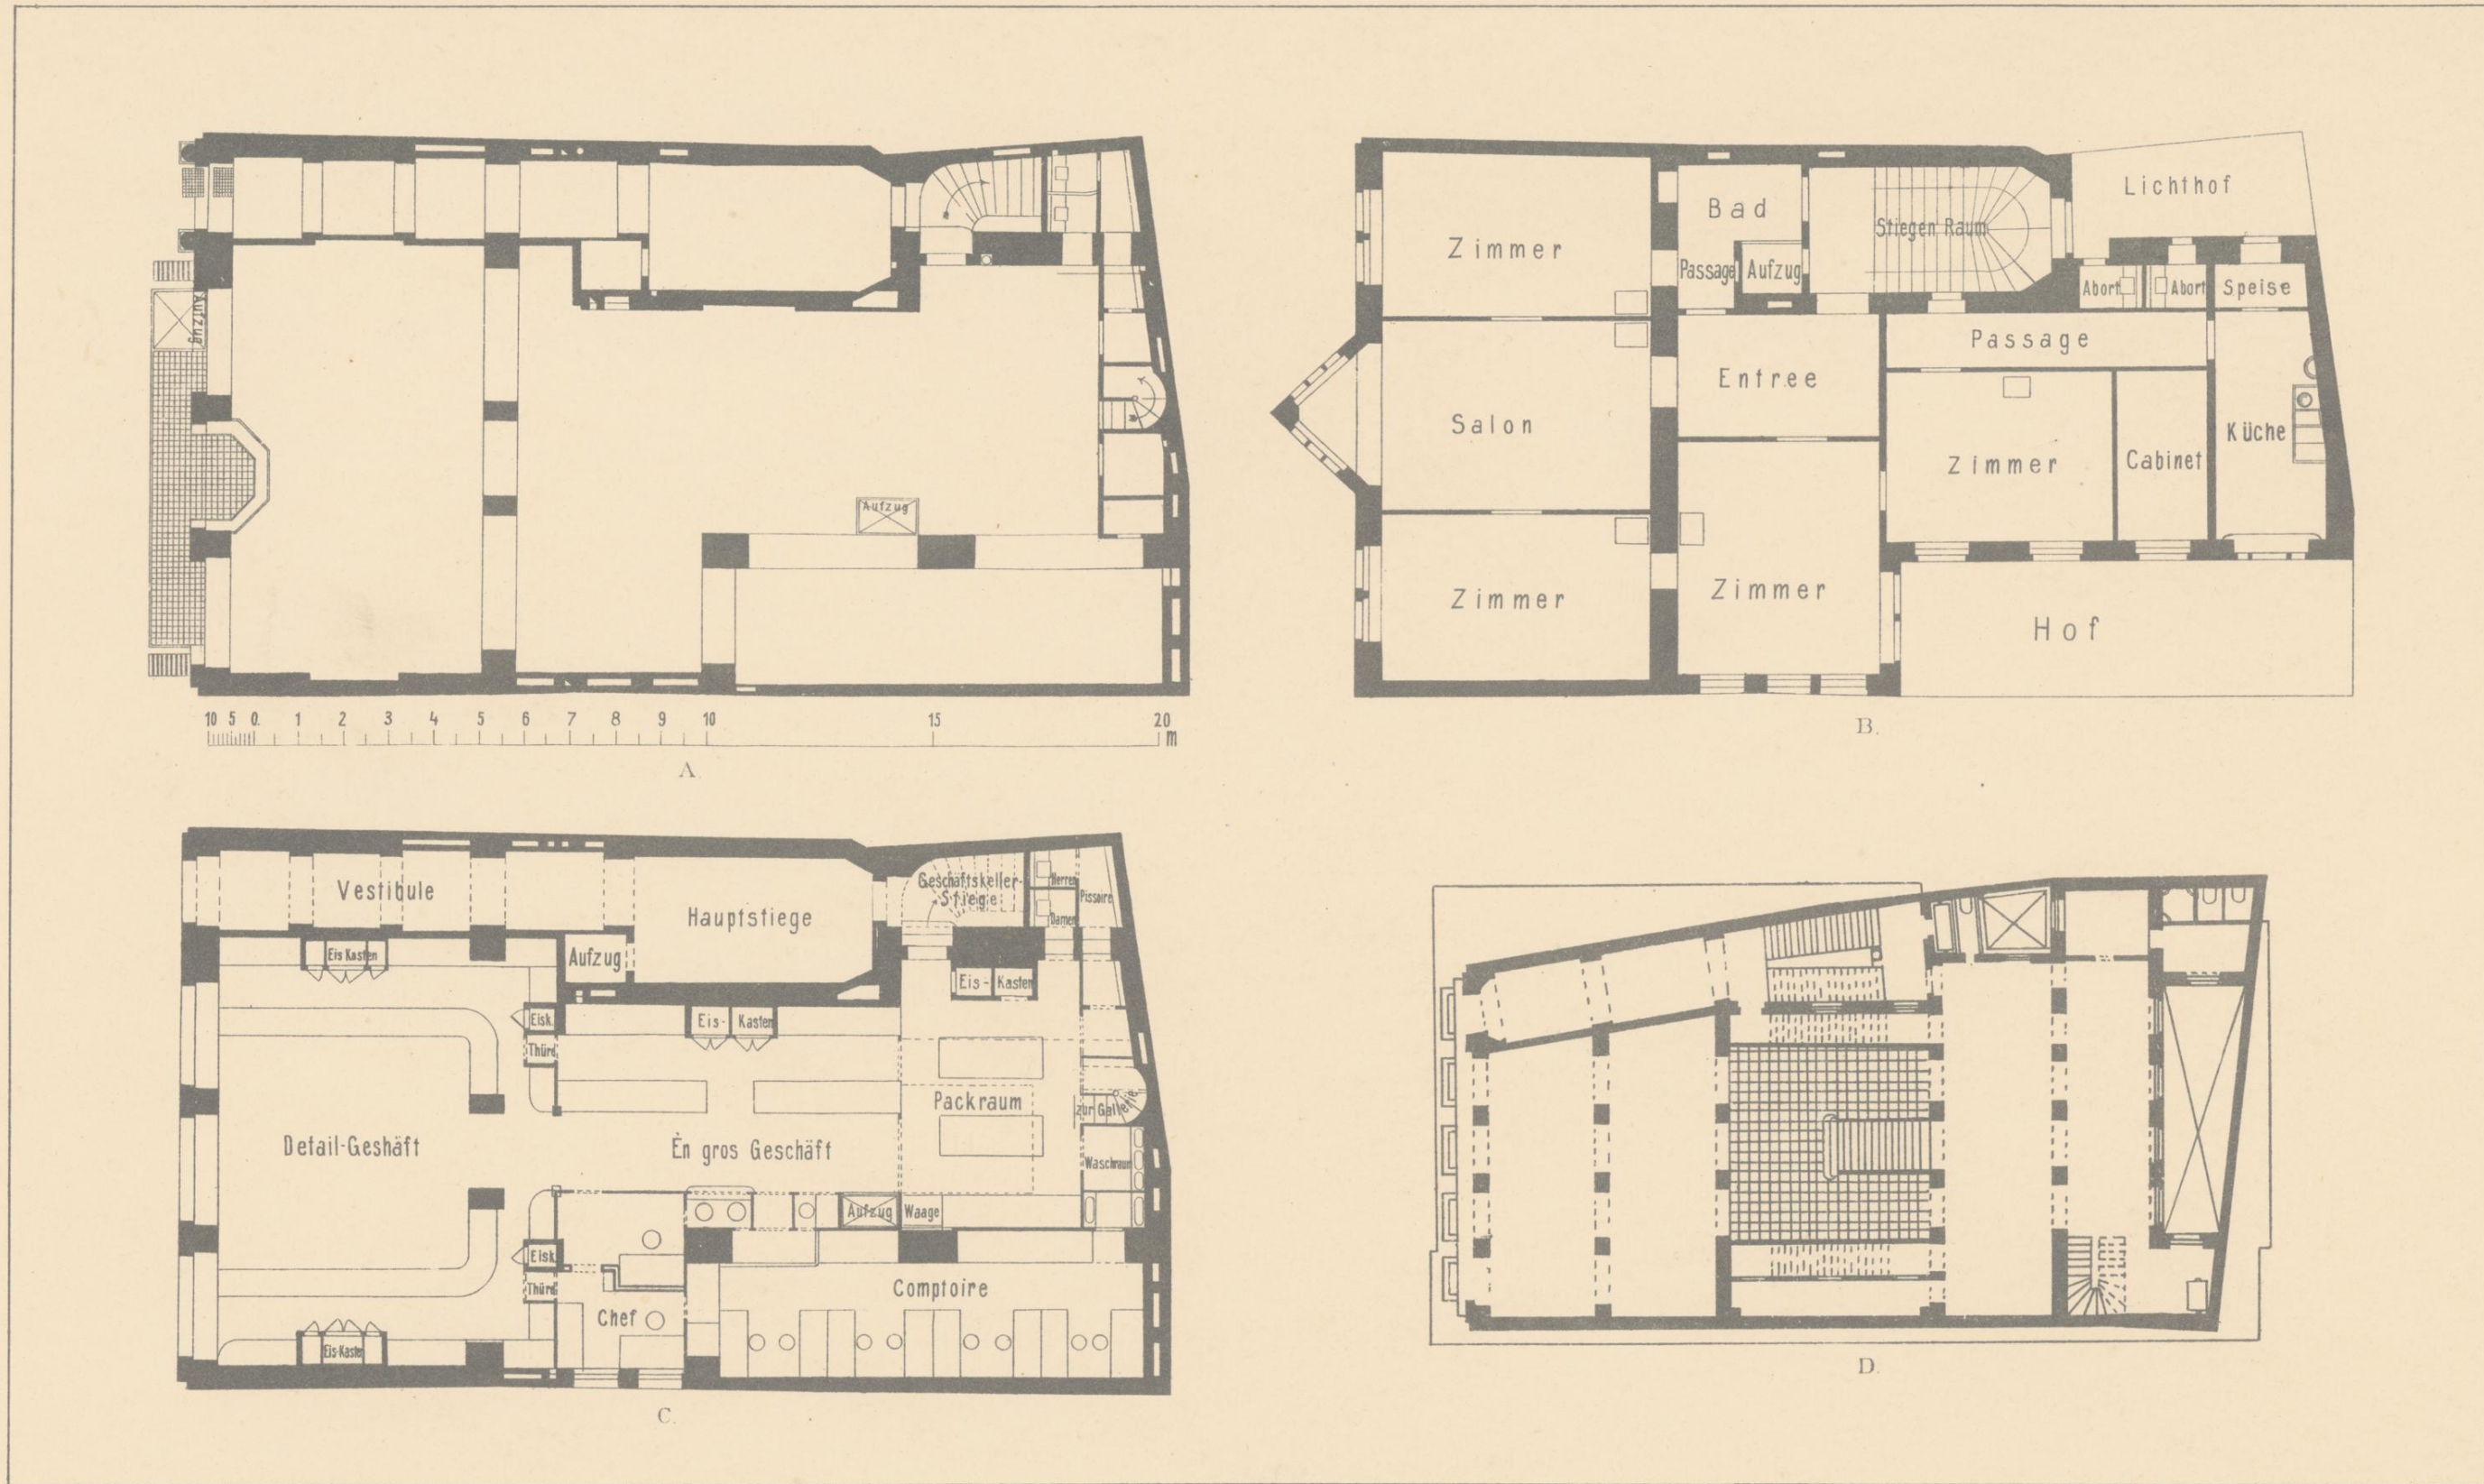 Aufzug
Aufzug
10 5 0. 1 2 3 4 5 6 7 8 9 10 15 20
m
A.
Zimmer
Bad
Passage
Aufzug
Stiegen Raum
Lichthof
Abort
Abort
Speise
Passage
Entree
Salon
Zimmer
Cabinet
Küche
Zimmer
Zimmer
Hof
B.
Vestibule
Hauptstiege
Geschäftskeller-
Stiege
Herren
Damen
Pissoire
Eis Kasten
Aufzug
Eis- Kasten
Eisk.
Eis- Kasten
Thüre
Packraum
zur Gallerie
Detail-Geshäft
Èn gros Geschäft
Waschraum
Aufzug
Waage
Eisk.
Thüre
Comptoire
Chef
Eis-Kasten
C.
D.